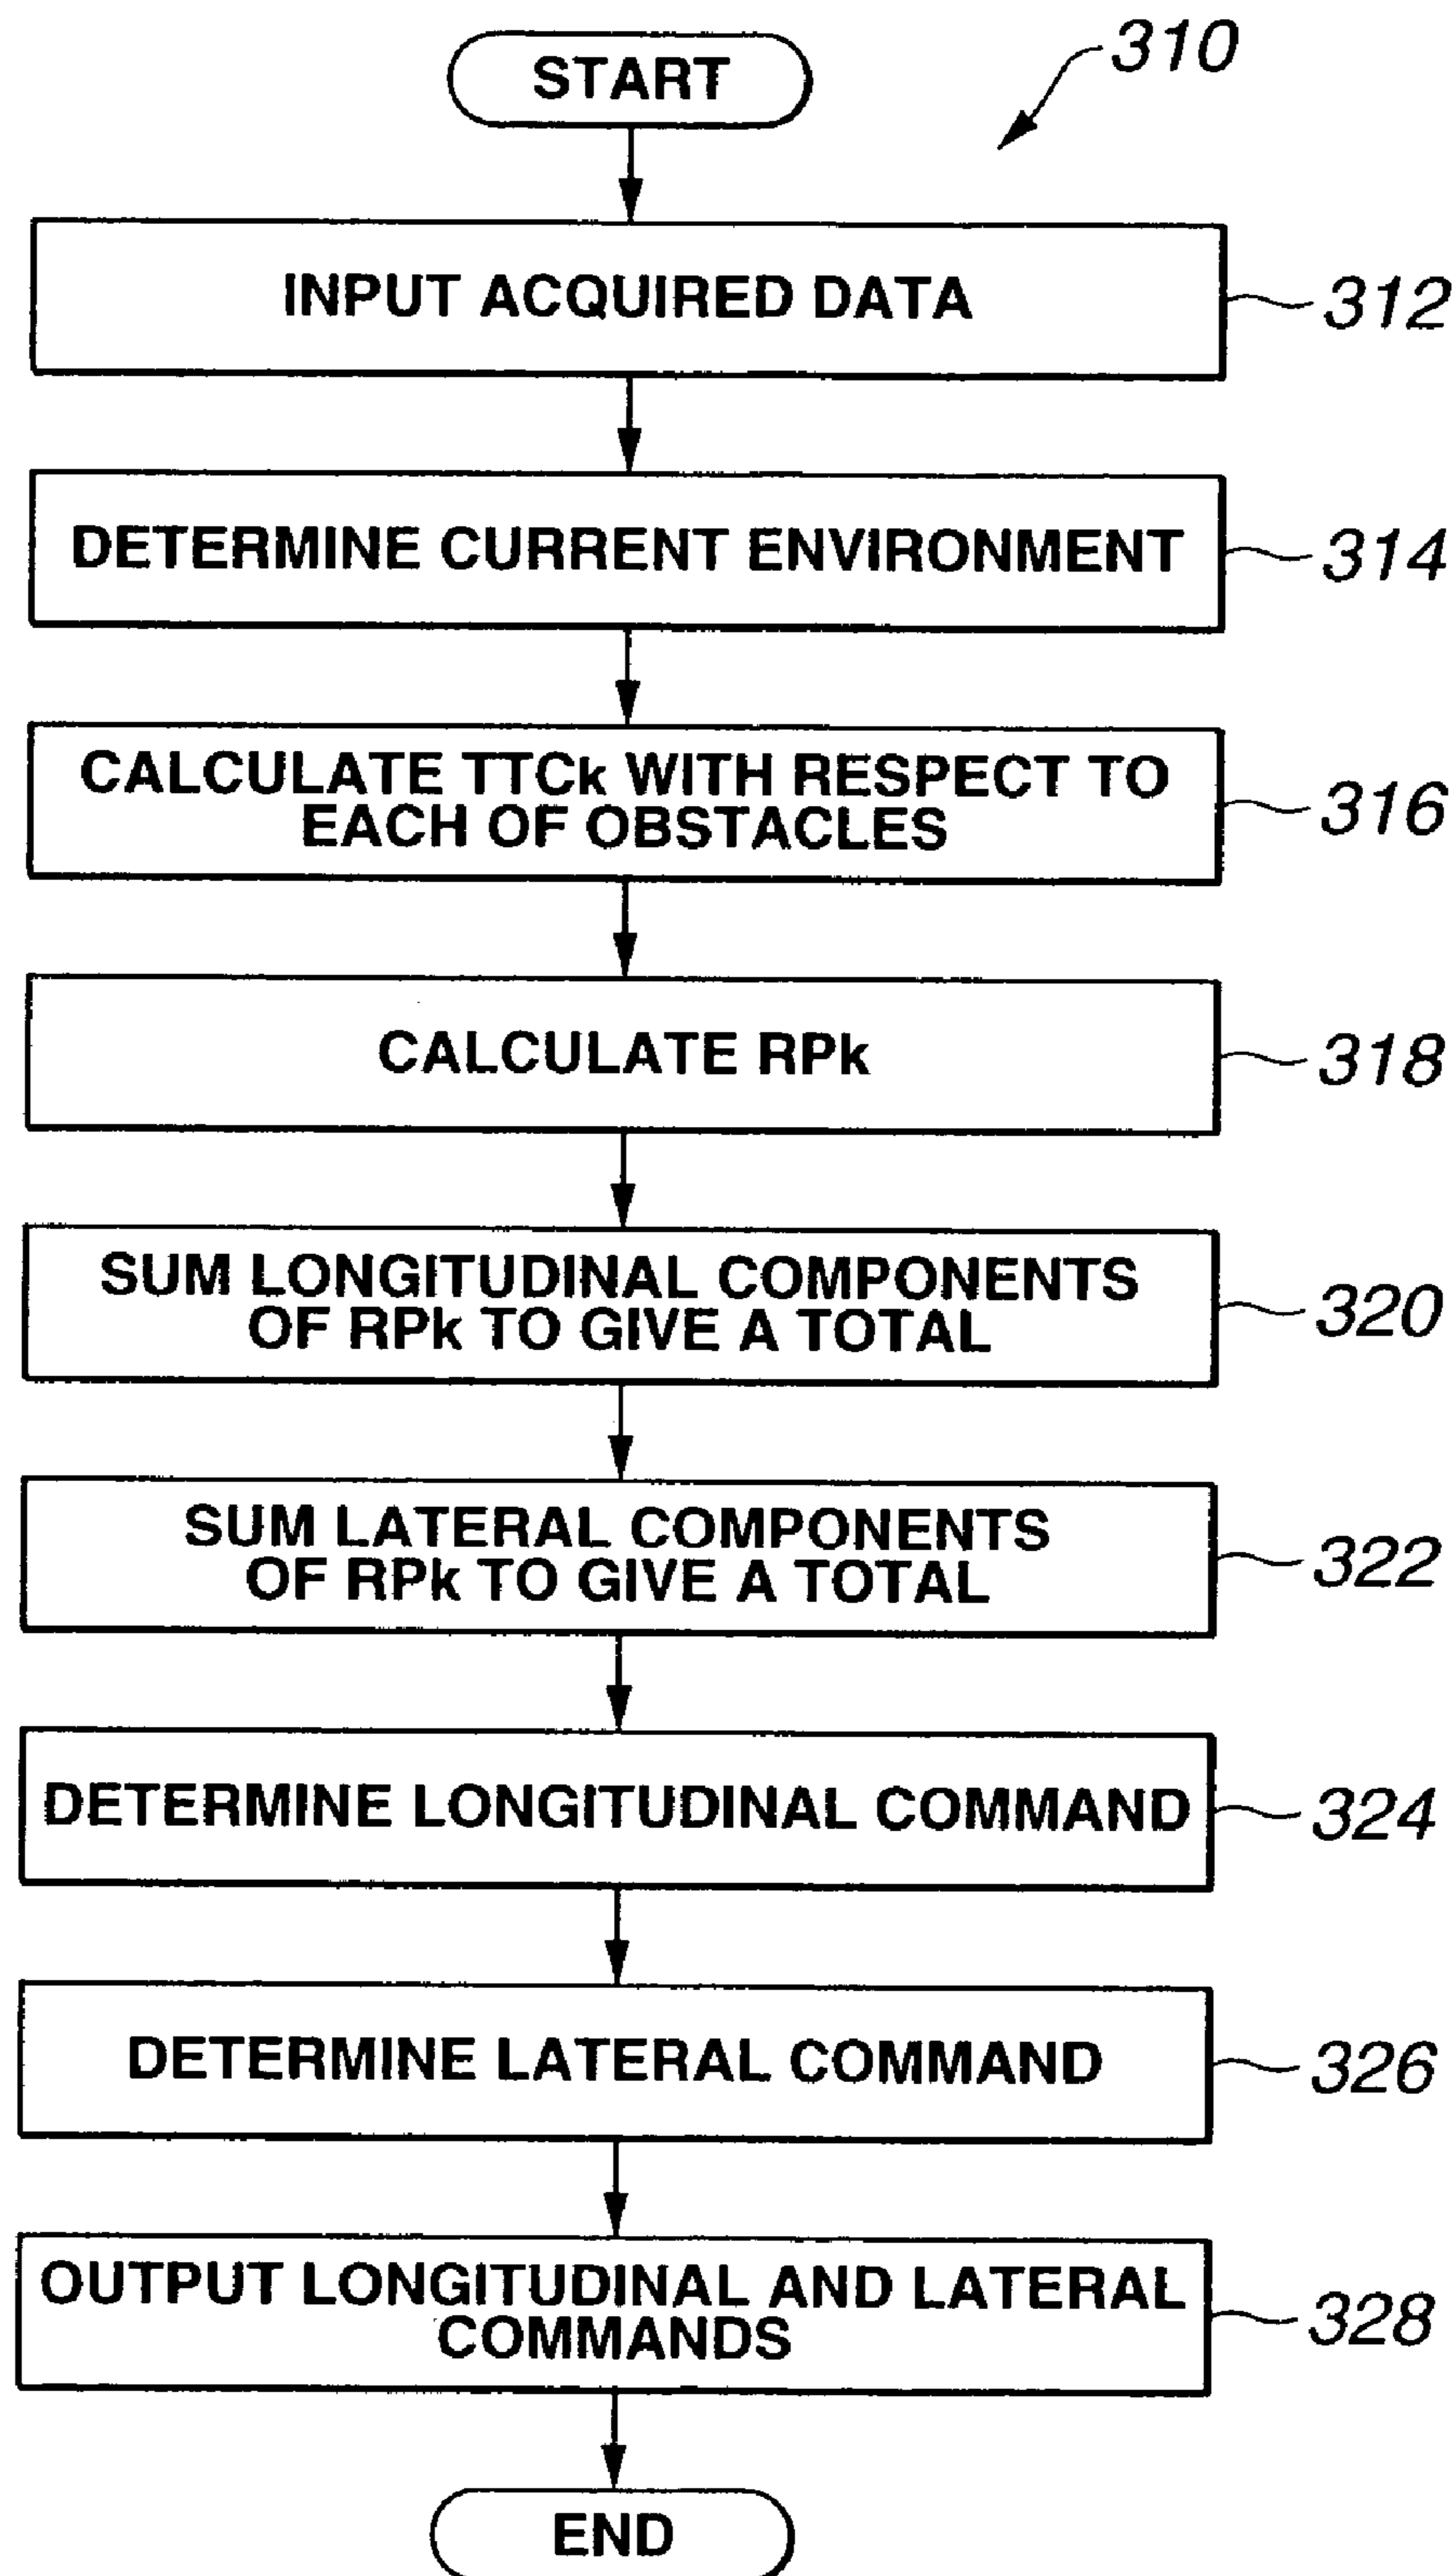 START
310
INPUT ACQUIRED DATA
312
DETERMINE CURRENT ENVIRONMENT
314
CALCULATE TTCk WITH RESPECT TO
EACH OF OBSTACLES
316
CALCULATE RPk
318
SUM LONGITUDINAL COMPONENTS
OF RPk TO GIVE A TOTAL
320
SUM LATERAL COMPONENTS
OF RPk TO GIVE A TOTAL
322
DETERMINE LONGITUDINAL COMMAND
324
DETERMINE LATERAL COMMAND
326
OUTPUT LONGITUDINAL AND LATERAL
COMMANDS
328
END